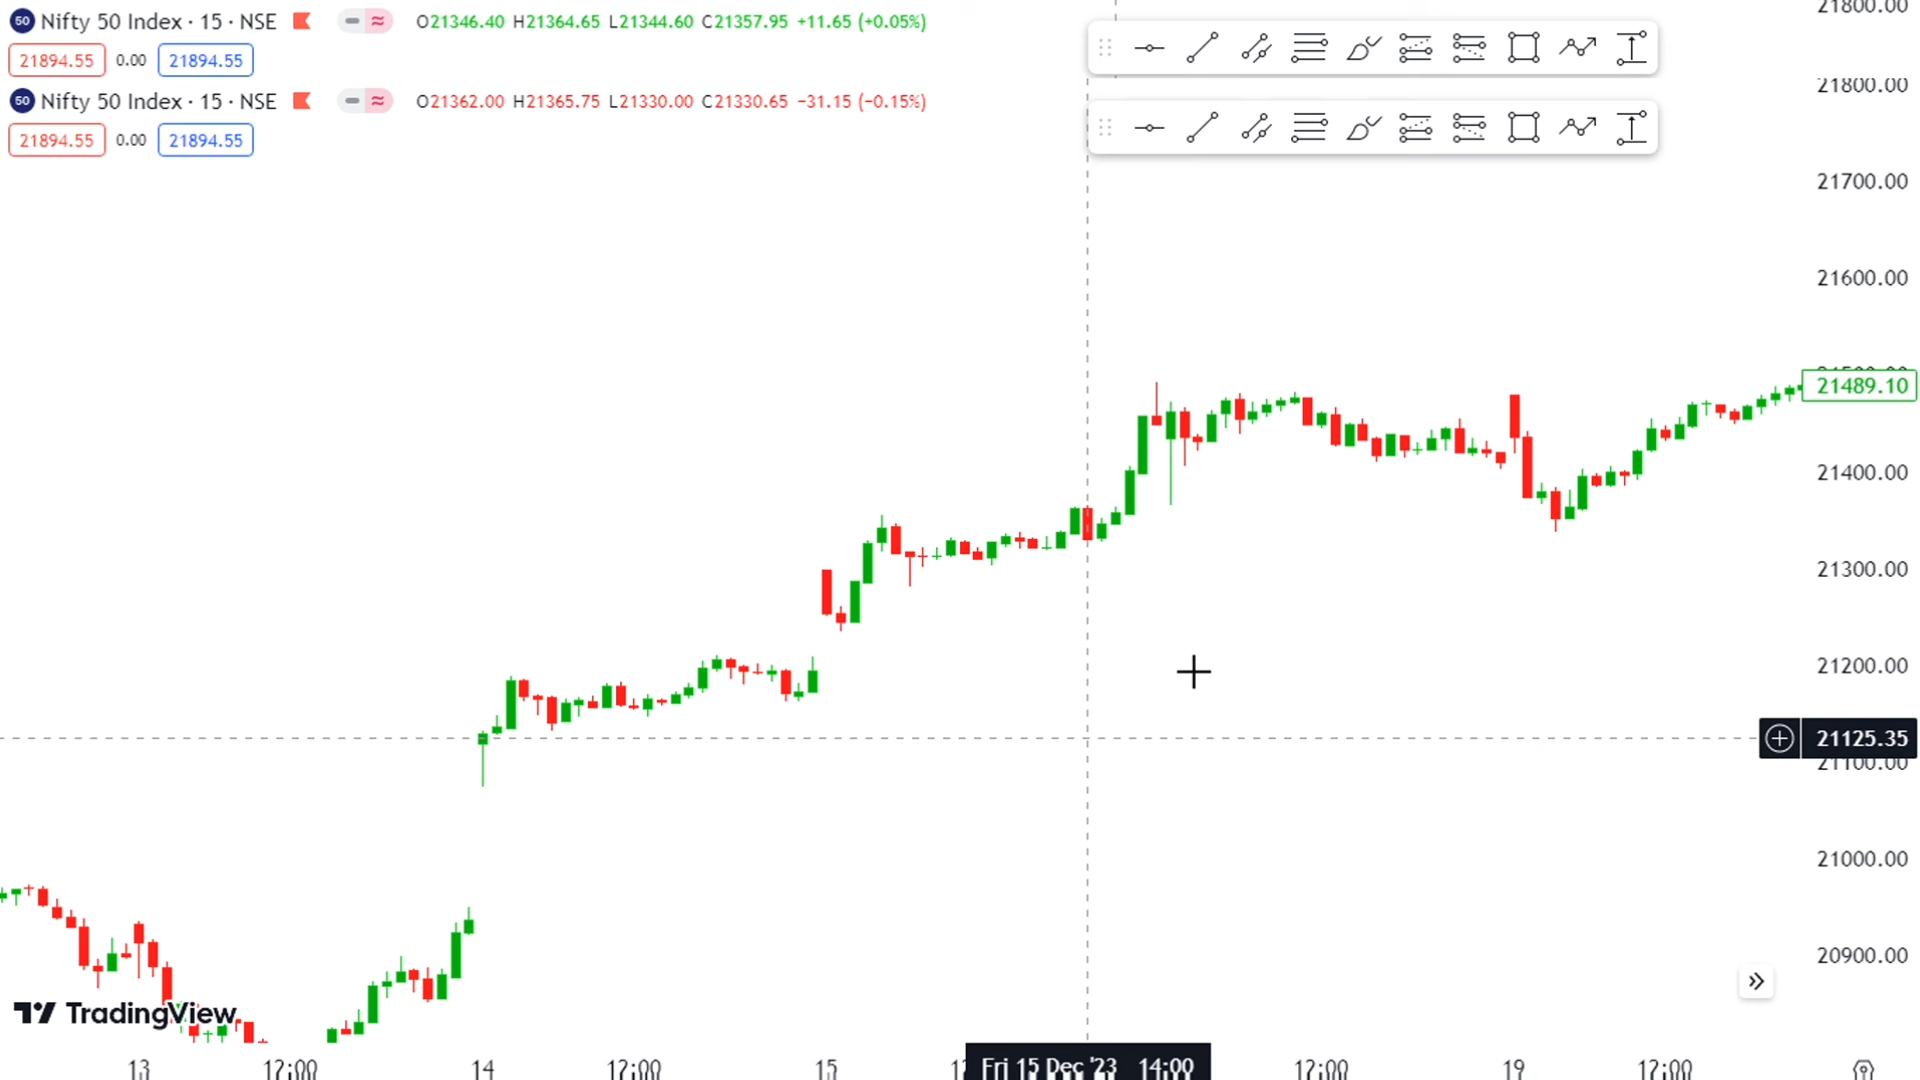 50 Nifty 50 Index · 15 · NSE O21346.40 H21364.65 L21344.60 C21357.95 +11.65 (+0.05%)
21894.55 0.00 21894.55
50 Nifty 50 Index · 15 · NSE O21362.00 H21365.75 L21330.00 C21330.65 −31.15 (−0.15%)
21894.55 0.00 21894.55
21800.00
21800.00
21700.00
21600.00
21489.10
21400.00
21300.00
21200.00
21125.35
21100.00
21000.00
20900.00
TradingView
13 12:00 14 12:00 15 Fri 15 Dec '23 14:00 12:00 19 12:00